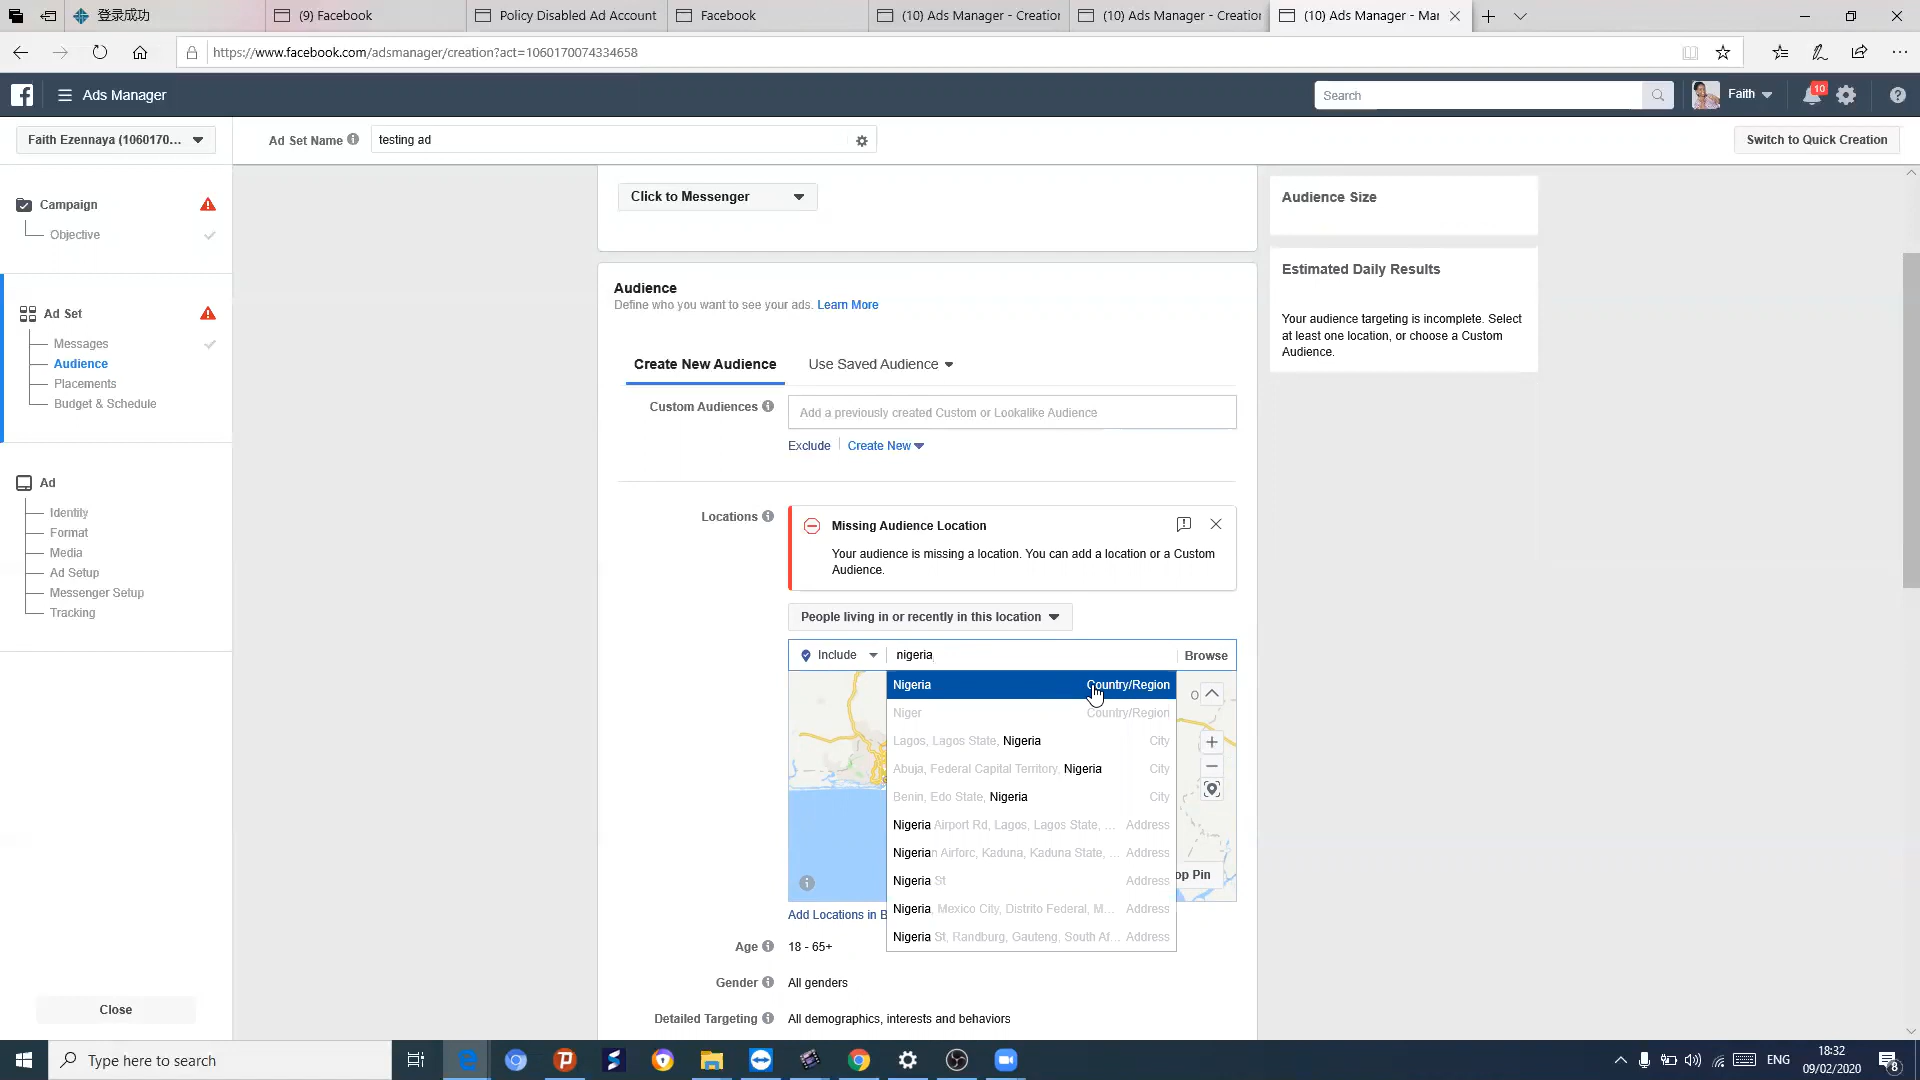 登录成功
(9) Facebook
Policy Disabled Ad Account
Facebook
(10) Ads Manager - Creation
(10) Ads Manager - Creation
(10) Ads Manager - Mar
https://www.facebook.com/adsmanager/creation?act=1060170074334658
Ads Manager
Search
Faith
10
Faith Ezennaya (1060170...
Ad Set Name
testing ad
Switch to Quick Creation
Campaign
Objective
Ad Set
Messages
Audience
Placements
Budget & Schedule
Ad
Identity
Format
Media
Ad Setup
Messenger Setup
Tracking
Close
Click to Messenger
Audience
Define who you want to see your ads. Learn More
Create New Audience
Use Saved Audience
Custom Audiences
Add a previously created Custom or Lookalike Audience
Exclude
Create New
Locations
Missing Audience Location
Your audience is missing a location. You can add a location or a Custom
Audience.
People living in or recently in this location
Include
nigeria
Browse
Nigeria Country/Region
Niger Country/Region
Lagos, Lagos State, Nigeria City
Abuja, Federal Capital Territory, Nigeria City
Benin, Edo State, Nigeria City
Nigeria Airport Rd, Lagos, Lagos State, ... Address
Nigerian Airforc, Kaduna, Kaduna State, ... Address
Nigeria St Address
Nigeria, Mexico City, Distrito Federal, M... Address
Nigeria St, Randburg, Gauteng, South Af... Address
op Pin
Add Locations in B
Age
18 - 65+
Gender
All genders
Detailed Targeting
All demographics, interests and behaviors
Audience Size
Estimated Daily Results
Your audience targeting is incomplete. Select
at least one location, or choose a Custom
Audience.
Type here to search
ENG
18:32
09/02/2020
8